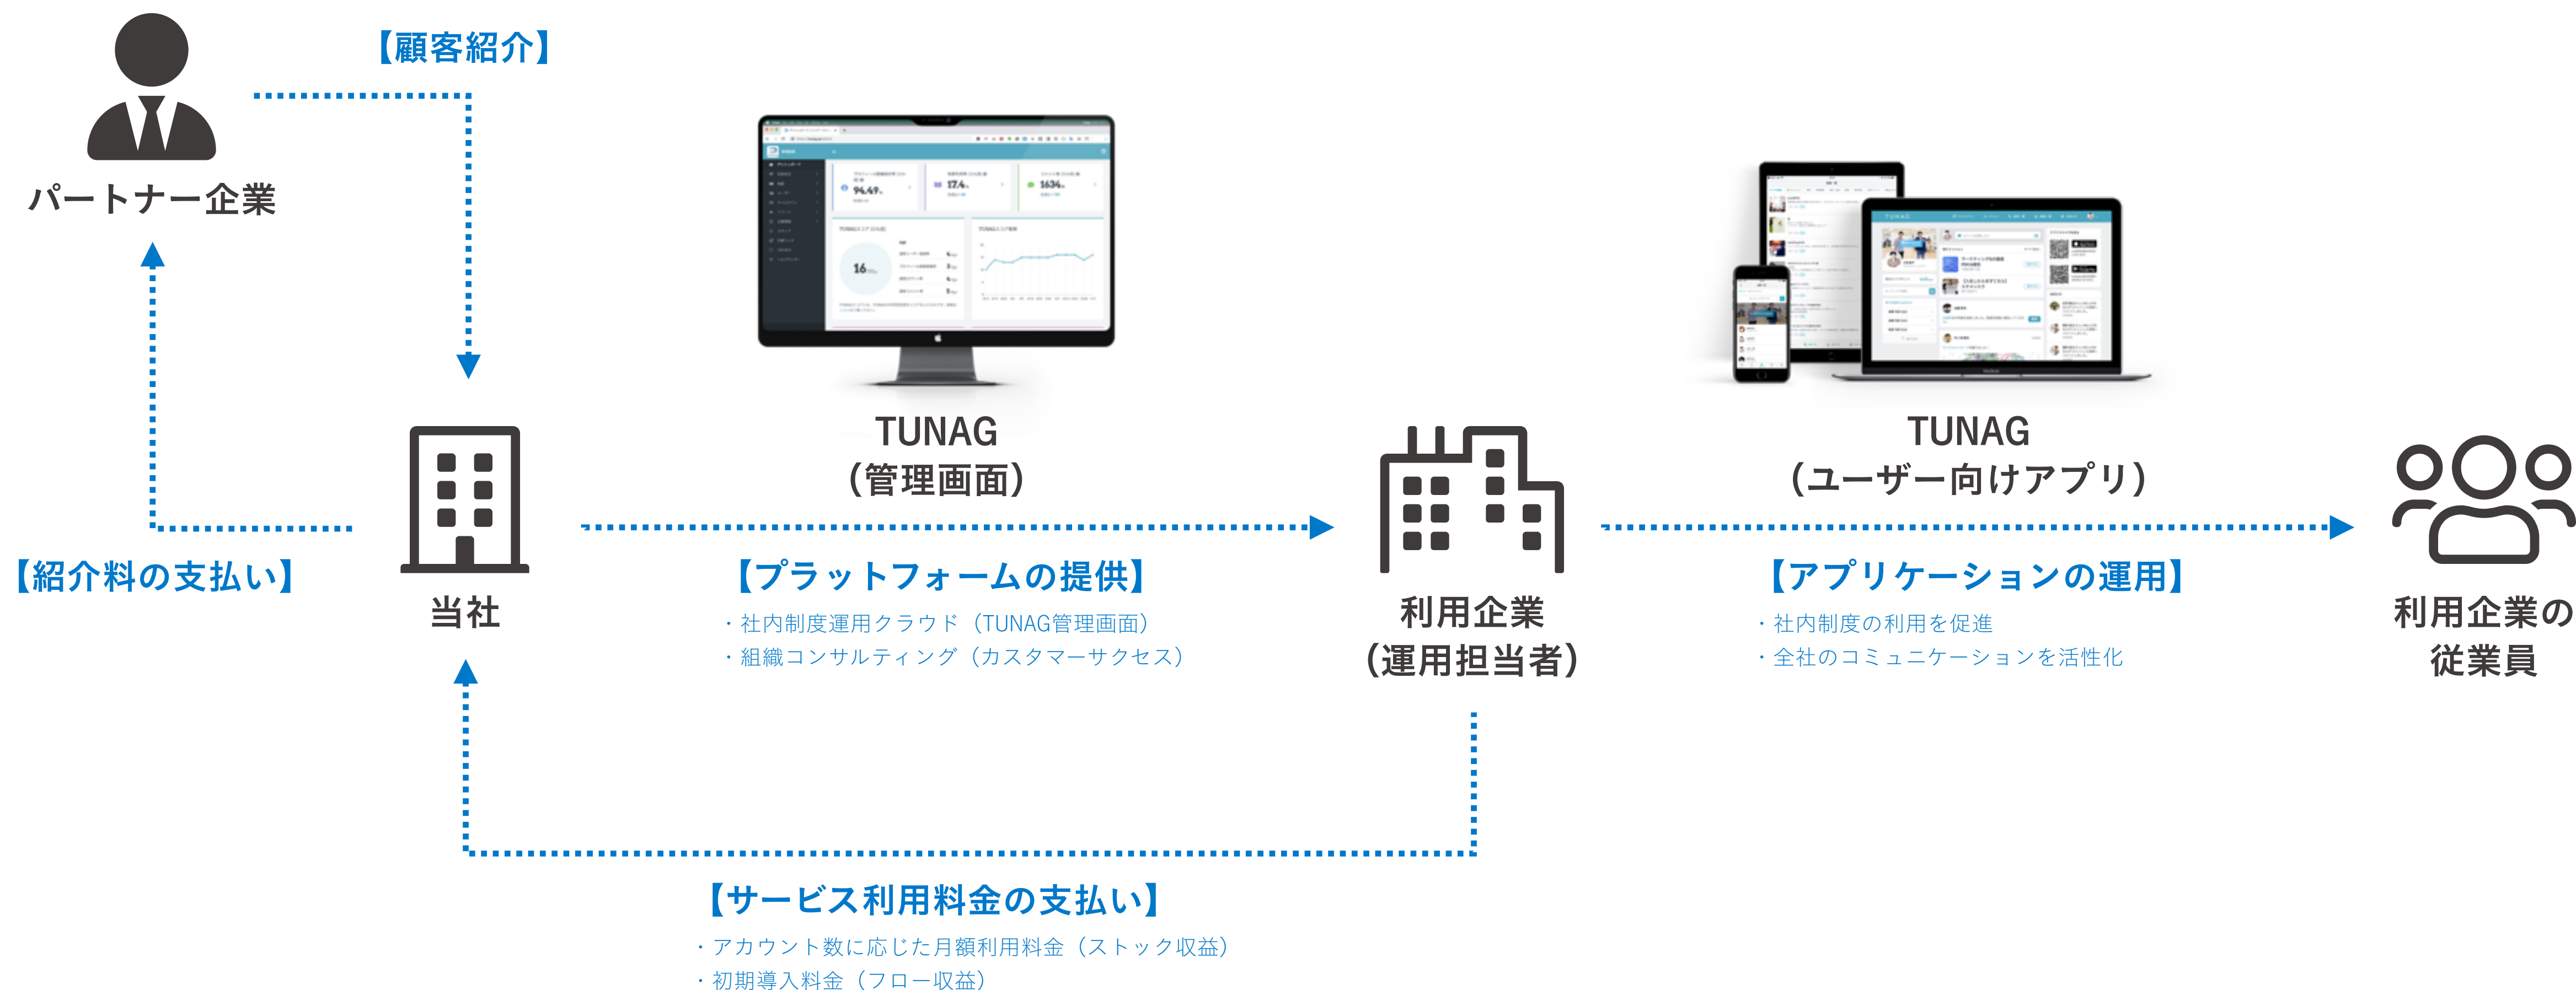 【顧客紹介】
パートナー企業
94.49
17.4
1634
16
TUNAG
TUNAG
(管理画面)
TUNAG
(ユーザー向けアプリ)
【紹介料の支払い】
当社
【プラットフォームの提供】
・社内制度運用クラウド（TUNAG管理画面）
・組織コンサルティング（カスタマーサクセス）
利用企業
(運用担当者)
【アプリケーションの運用】
・社内制度の利用を促進
・全社のコミュニケーションを活性化
利用企業の
従業員
【サービス利用料金の支払い】
・アカウント数に応じた月額利用料金（ストック収益）
・初期導入料金（フロー収益）